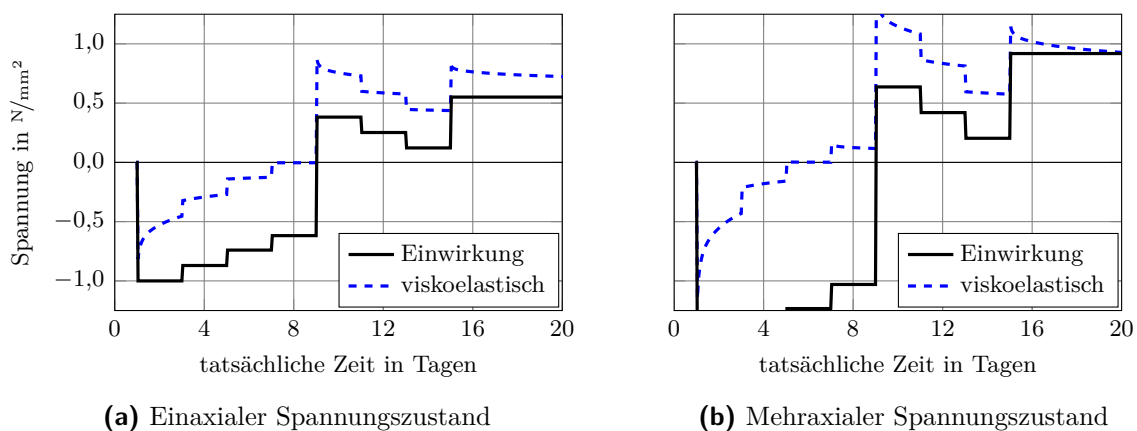 1,0
0,5
0,0
−0,5
−1,0
Spannung in N/mm²
Einwirkung
viskoelastisch
0 4 8 12 16 20
tatsächliche Zeit in Tagen
(a) Einaxialer Spannungszustand
Einwirkung
viskoelastisch
0 4 8 12 16 20
tatsächliche Zeit in Tagen
(b) Mehraxialer Spannungszustand